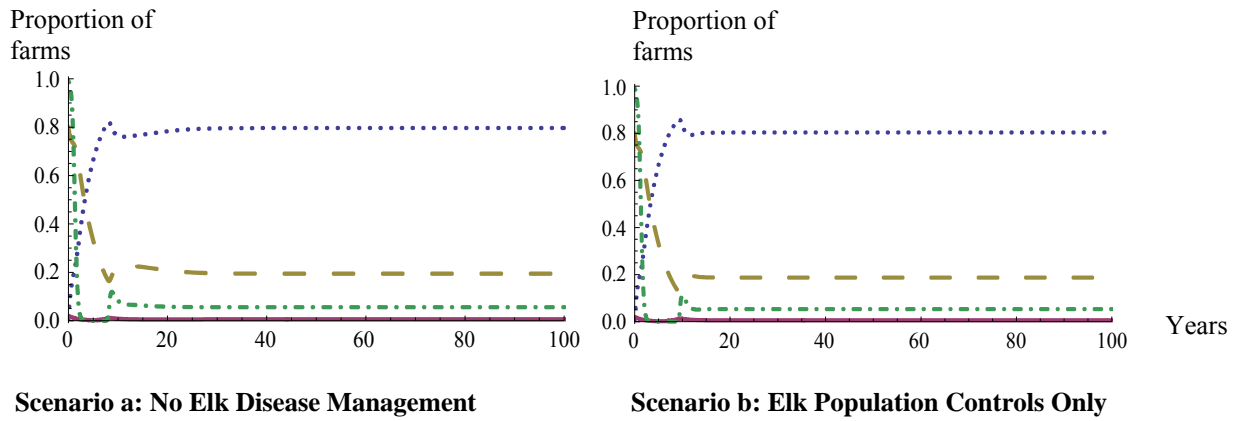 Proportion of
farms
1.0
0.8
0.6
0.4
0.2
0.0
0 20 40 60 80 100
Scenario a: No Elk Disease Management
Proportion of
farms
1.0
0.8
0.6
0.4
0.2
0.0
0 20 40 60 80 100
Years
Scenario b: Elk Population Controls Only